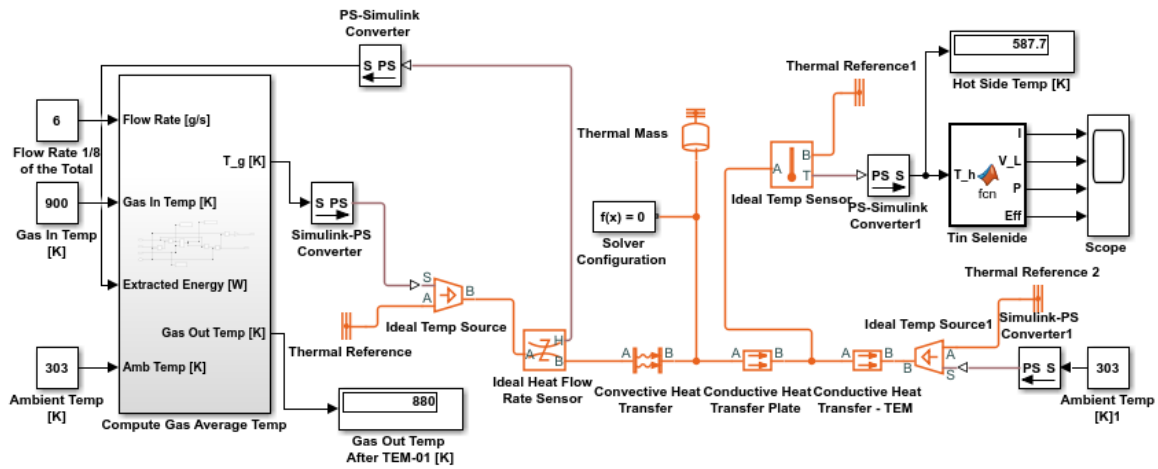 PS-Simulink
Converter
S PS
6
Flow Rate 1/8
of the Total
900
Gas In Temp
[K]
303
Ambient Temp
[K]
Flow Rate [g/s]
T_g [K]
Gas In Temp [K]
Extracted Energy [W]
Gas Out Temp [K]
Amb Temp [K]
Compute Gas Average Temp
S PS
Simulink-PS
Converter
880
Gas Out Temp
After TEM-01 [K]
Thermal Reference
S
A
B
Ideal Temp Source
A
H
B
Ideal Heat Flow
Rate Sensor
A
B
Convective Heat
Transfer
Thermal Mass
f(x) = 0
Solver
Configuration
A
B
Conductive Heat
Transfer Plate
A
B
Conductive Heat
Transfer - TEM
Thermal Reference1
A
B
T
Ideal Temp Sensor
PS S
PS-Simulink
Converter1
587.7
Hot Side Temp [K]
T_h
fcn
I
V_L
P
Eff
Tin Selenide
Scope
Thermal Reference 2
Ideal Temp Source1
B
A
S
Simulink-PS
Converter1
PS S
303
Ambient Temp
[K]1